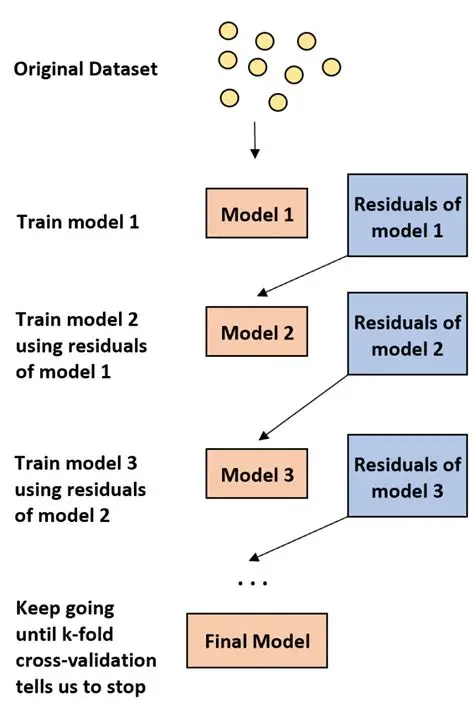 Original Dataset
Train model 1
Model 1
Residuals of
model 1
Train model 2
using residuals
of model 1
Model 2
Residuals of
model 2
Train model 3
using residuals
of model 2
Model 3
Residuals of
model 3
...
Keep going
until k-fold
cross-validation
tells us to stop
Final Model